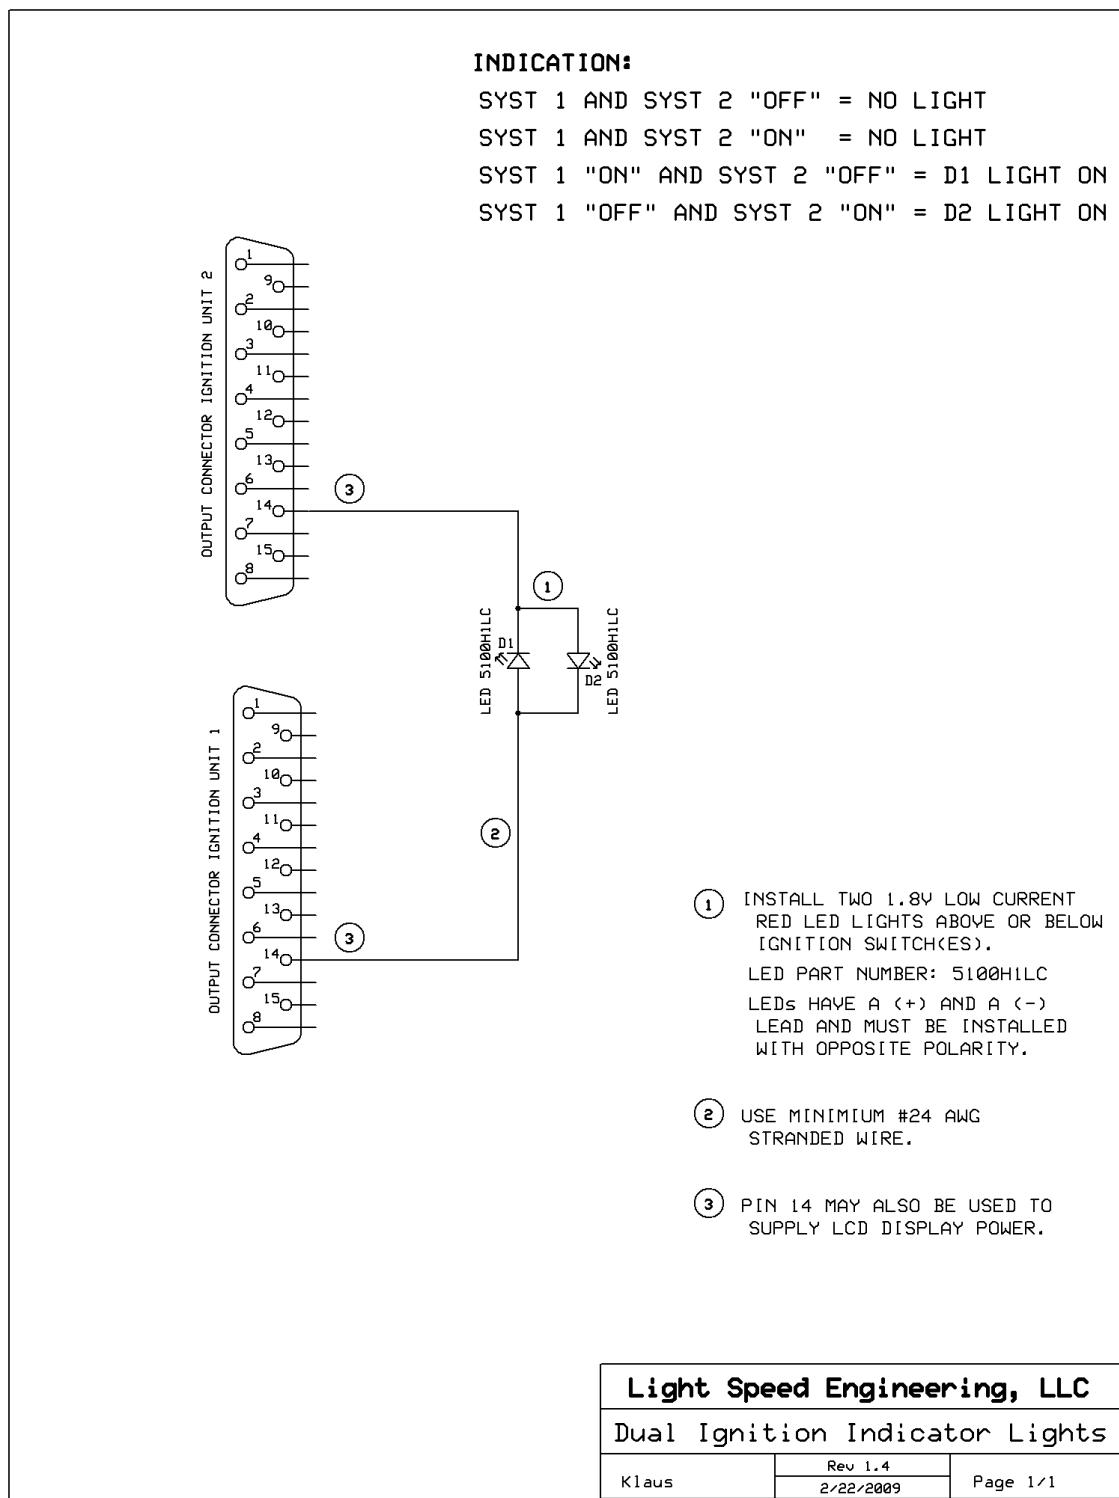 INDICATION:
SYST 1 AND SYST 2 "OFF" = NO LIGHT
SYST 1 AND SYST 2 "ON" = NO LIGHT
SYST 1 "ON" AND SYST 2 "OFF" = D1 LIGHT ON
SYST 1 "OFF" AND SYST 2 "ON" = D2 LIGHT ON
OUTPUT CONNECTOR IGNITION UNIT 2
1
9
2
10
3
11
4
12
5
13
6
14
7
15
8
3
1
LED 5100H1LC
D1
D2
LED 5100H1LC
OUTPUT CONNECTOR IGNITION UNIT 1
1
9
2
10
3
11
4
12
5
13
6
14
7
15
8
2
3
1 INSTALL TWO 1.8V LOW CURRENT
RED LED LIGHTS ABOVE OR BELOW
IGNITION SWITCH(ES).
LED PART NUMBER: 5100H1LC
LEDs HAVE A (+) AND A (-)
LEAD AND MUST BE INSTALLED
WITH OPPOSITE POLARITY.
2 USE MINIMIUM #24 AWG
STRANDED WIRE.
3 PIN 14 MAY ALSO BE USED TO
SUPPLY LCD DISPLAY POWER.
Light Speed Engineering, LLC
Dual Ignition Indicator Lights
Klaus
Rev 1.4
2/22/2009
Page 1/1